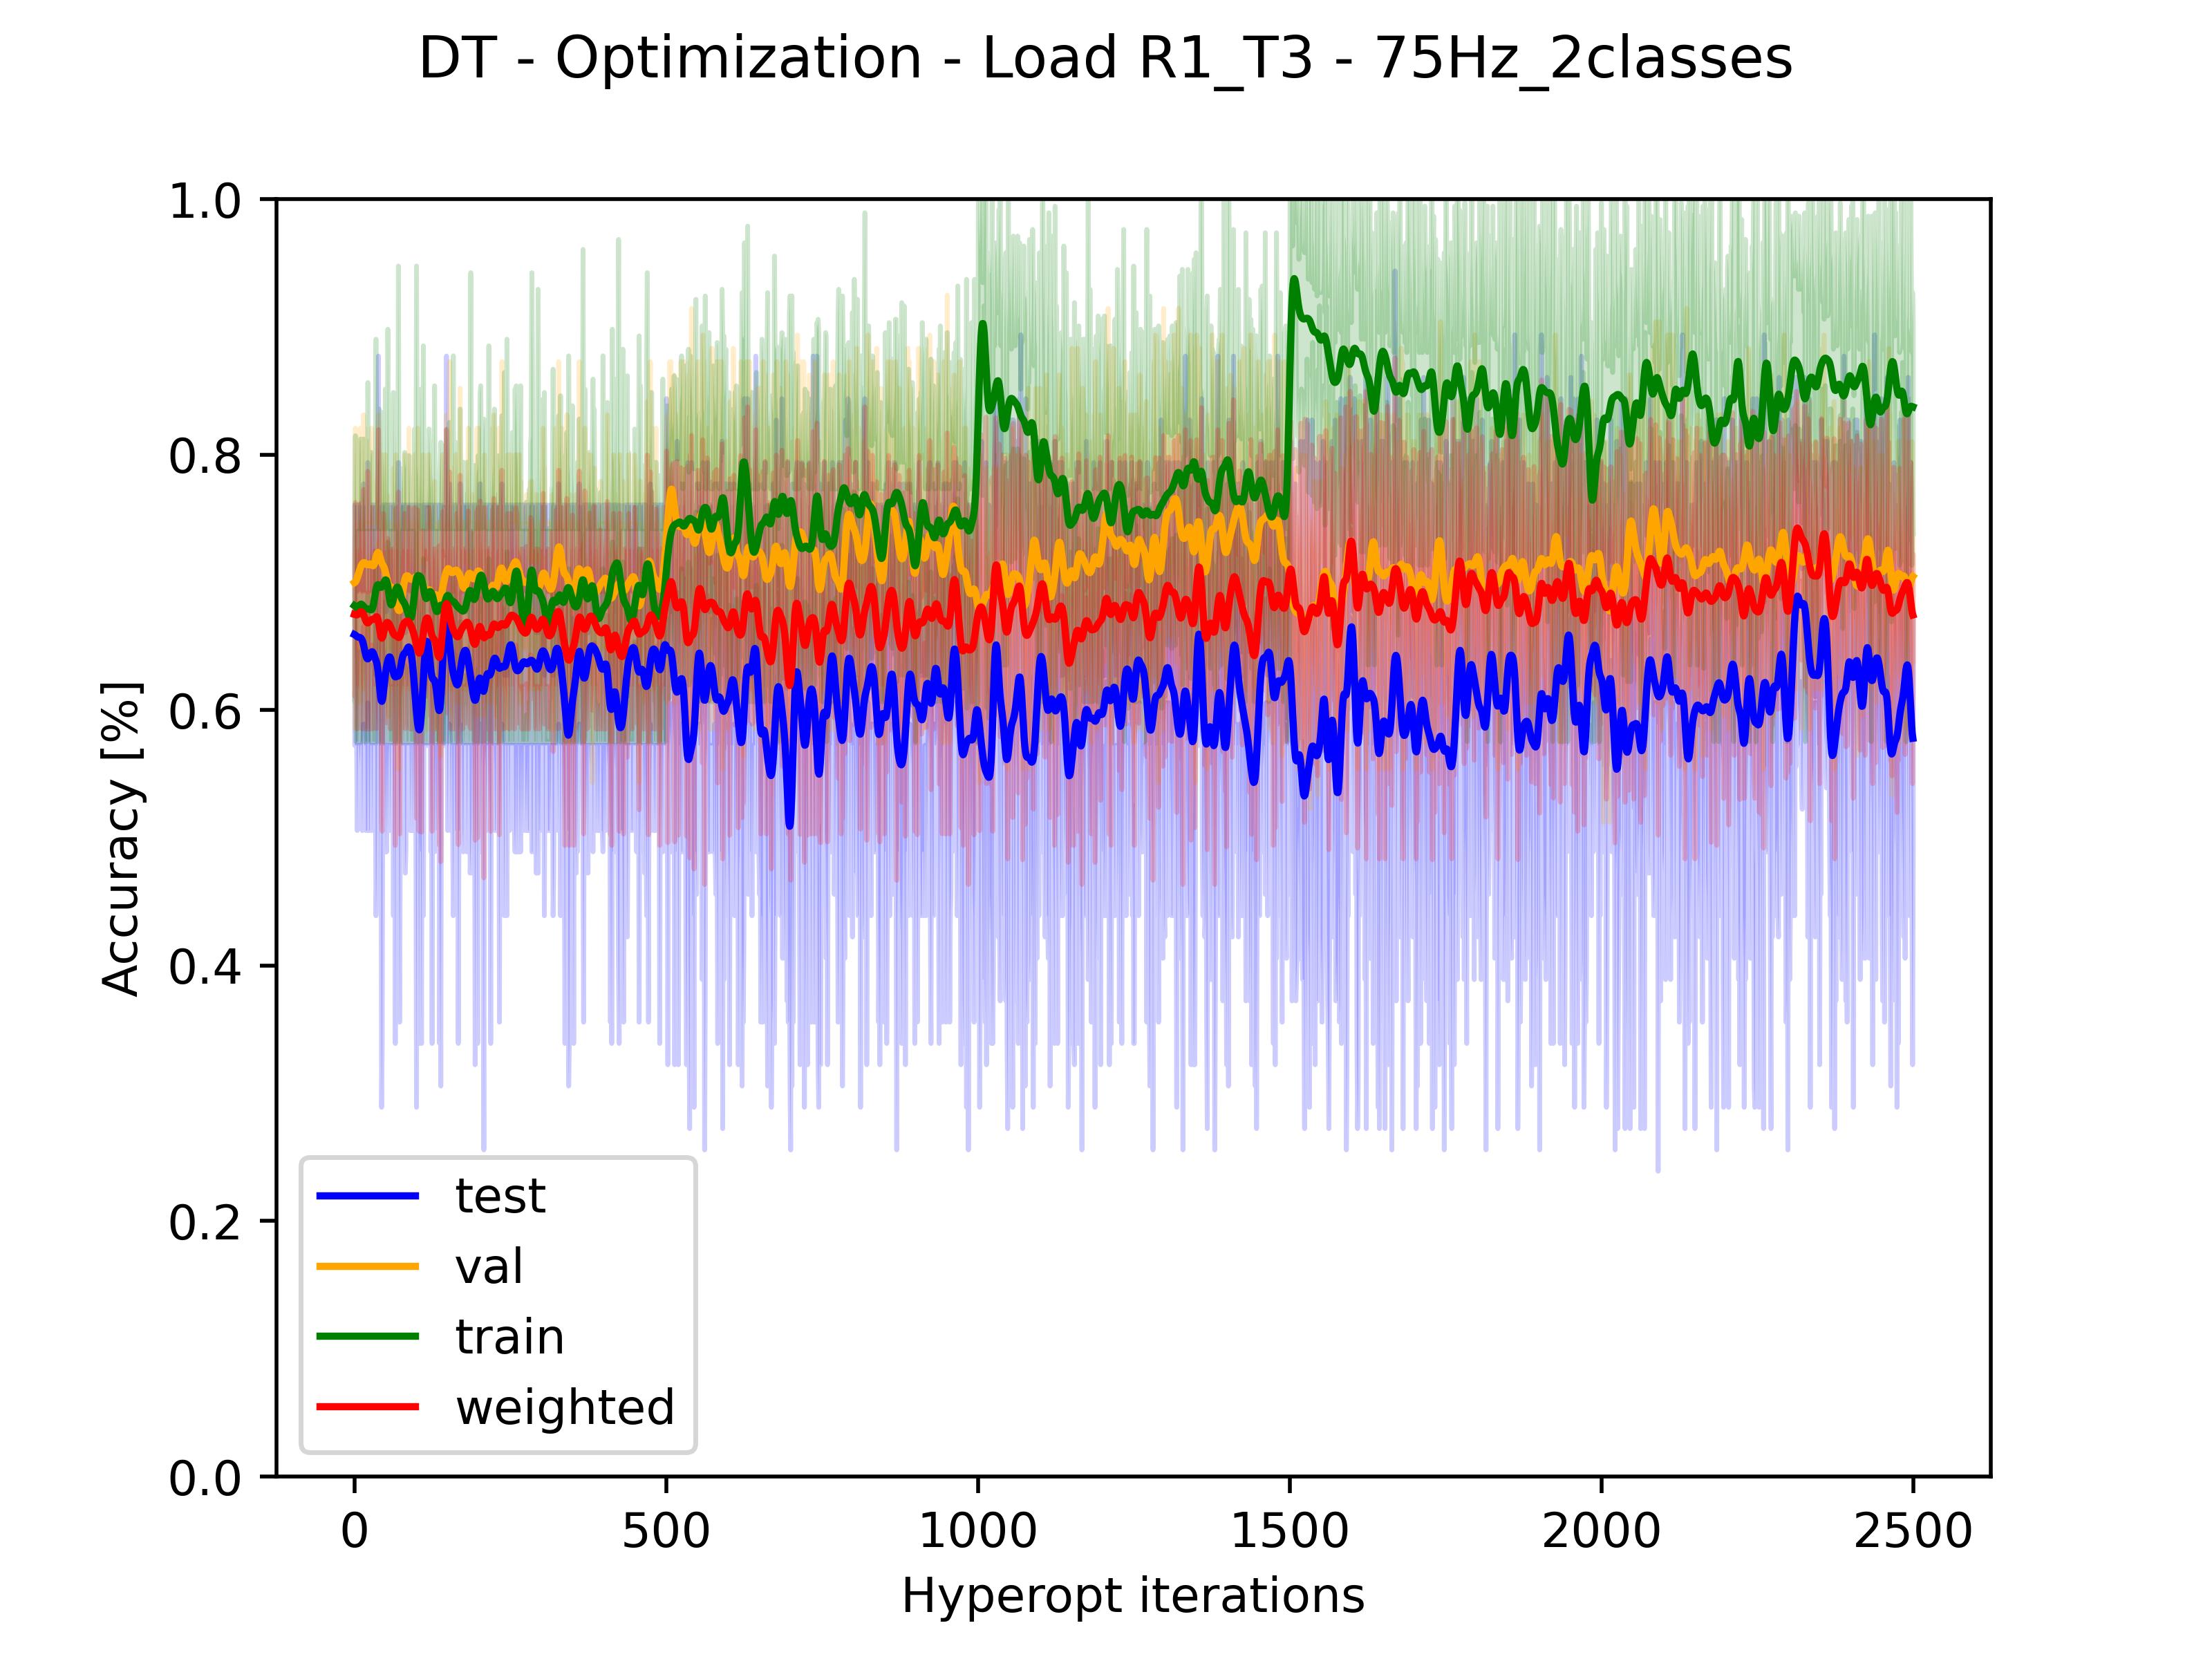 DT - Optimization - Load R1_T3 - 75Hz_2classes
1.0
0.8
0.6
0.4
0.2
0.0
Accuracy [%]
test
val
train
weighted
0 500 1000 1500 2000 2500
Hyperopt iterations